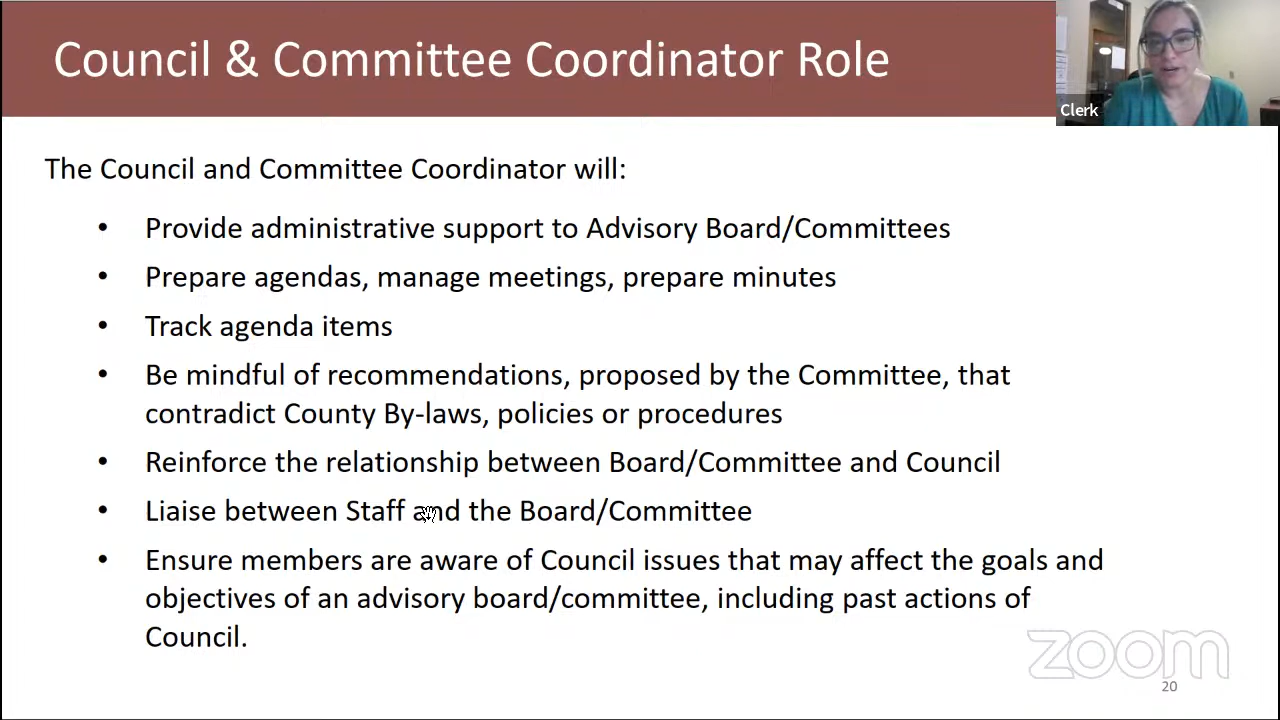 Council & Committee Coordinator Role
Clerk
The Council and Committee Coordinator will:
• Provide administrative support to Advisory Board/Committees
• Prepare agendas, manage meetings, prepare minutes
• Track agenda items
• Be mindful of recommendations, proposed by the Committee, that
contradict County By-laws, policies or procedures
• Reinforce the relationship between Board/Committee and Council
• Liaise between Staff and the Board/Committee
• Ensure members are aware of Council issues that may affect the goals and
objectives of an advisory board/committee, including past actions of
Council.
zoom
20